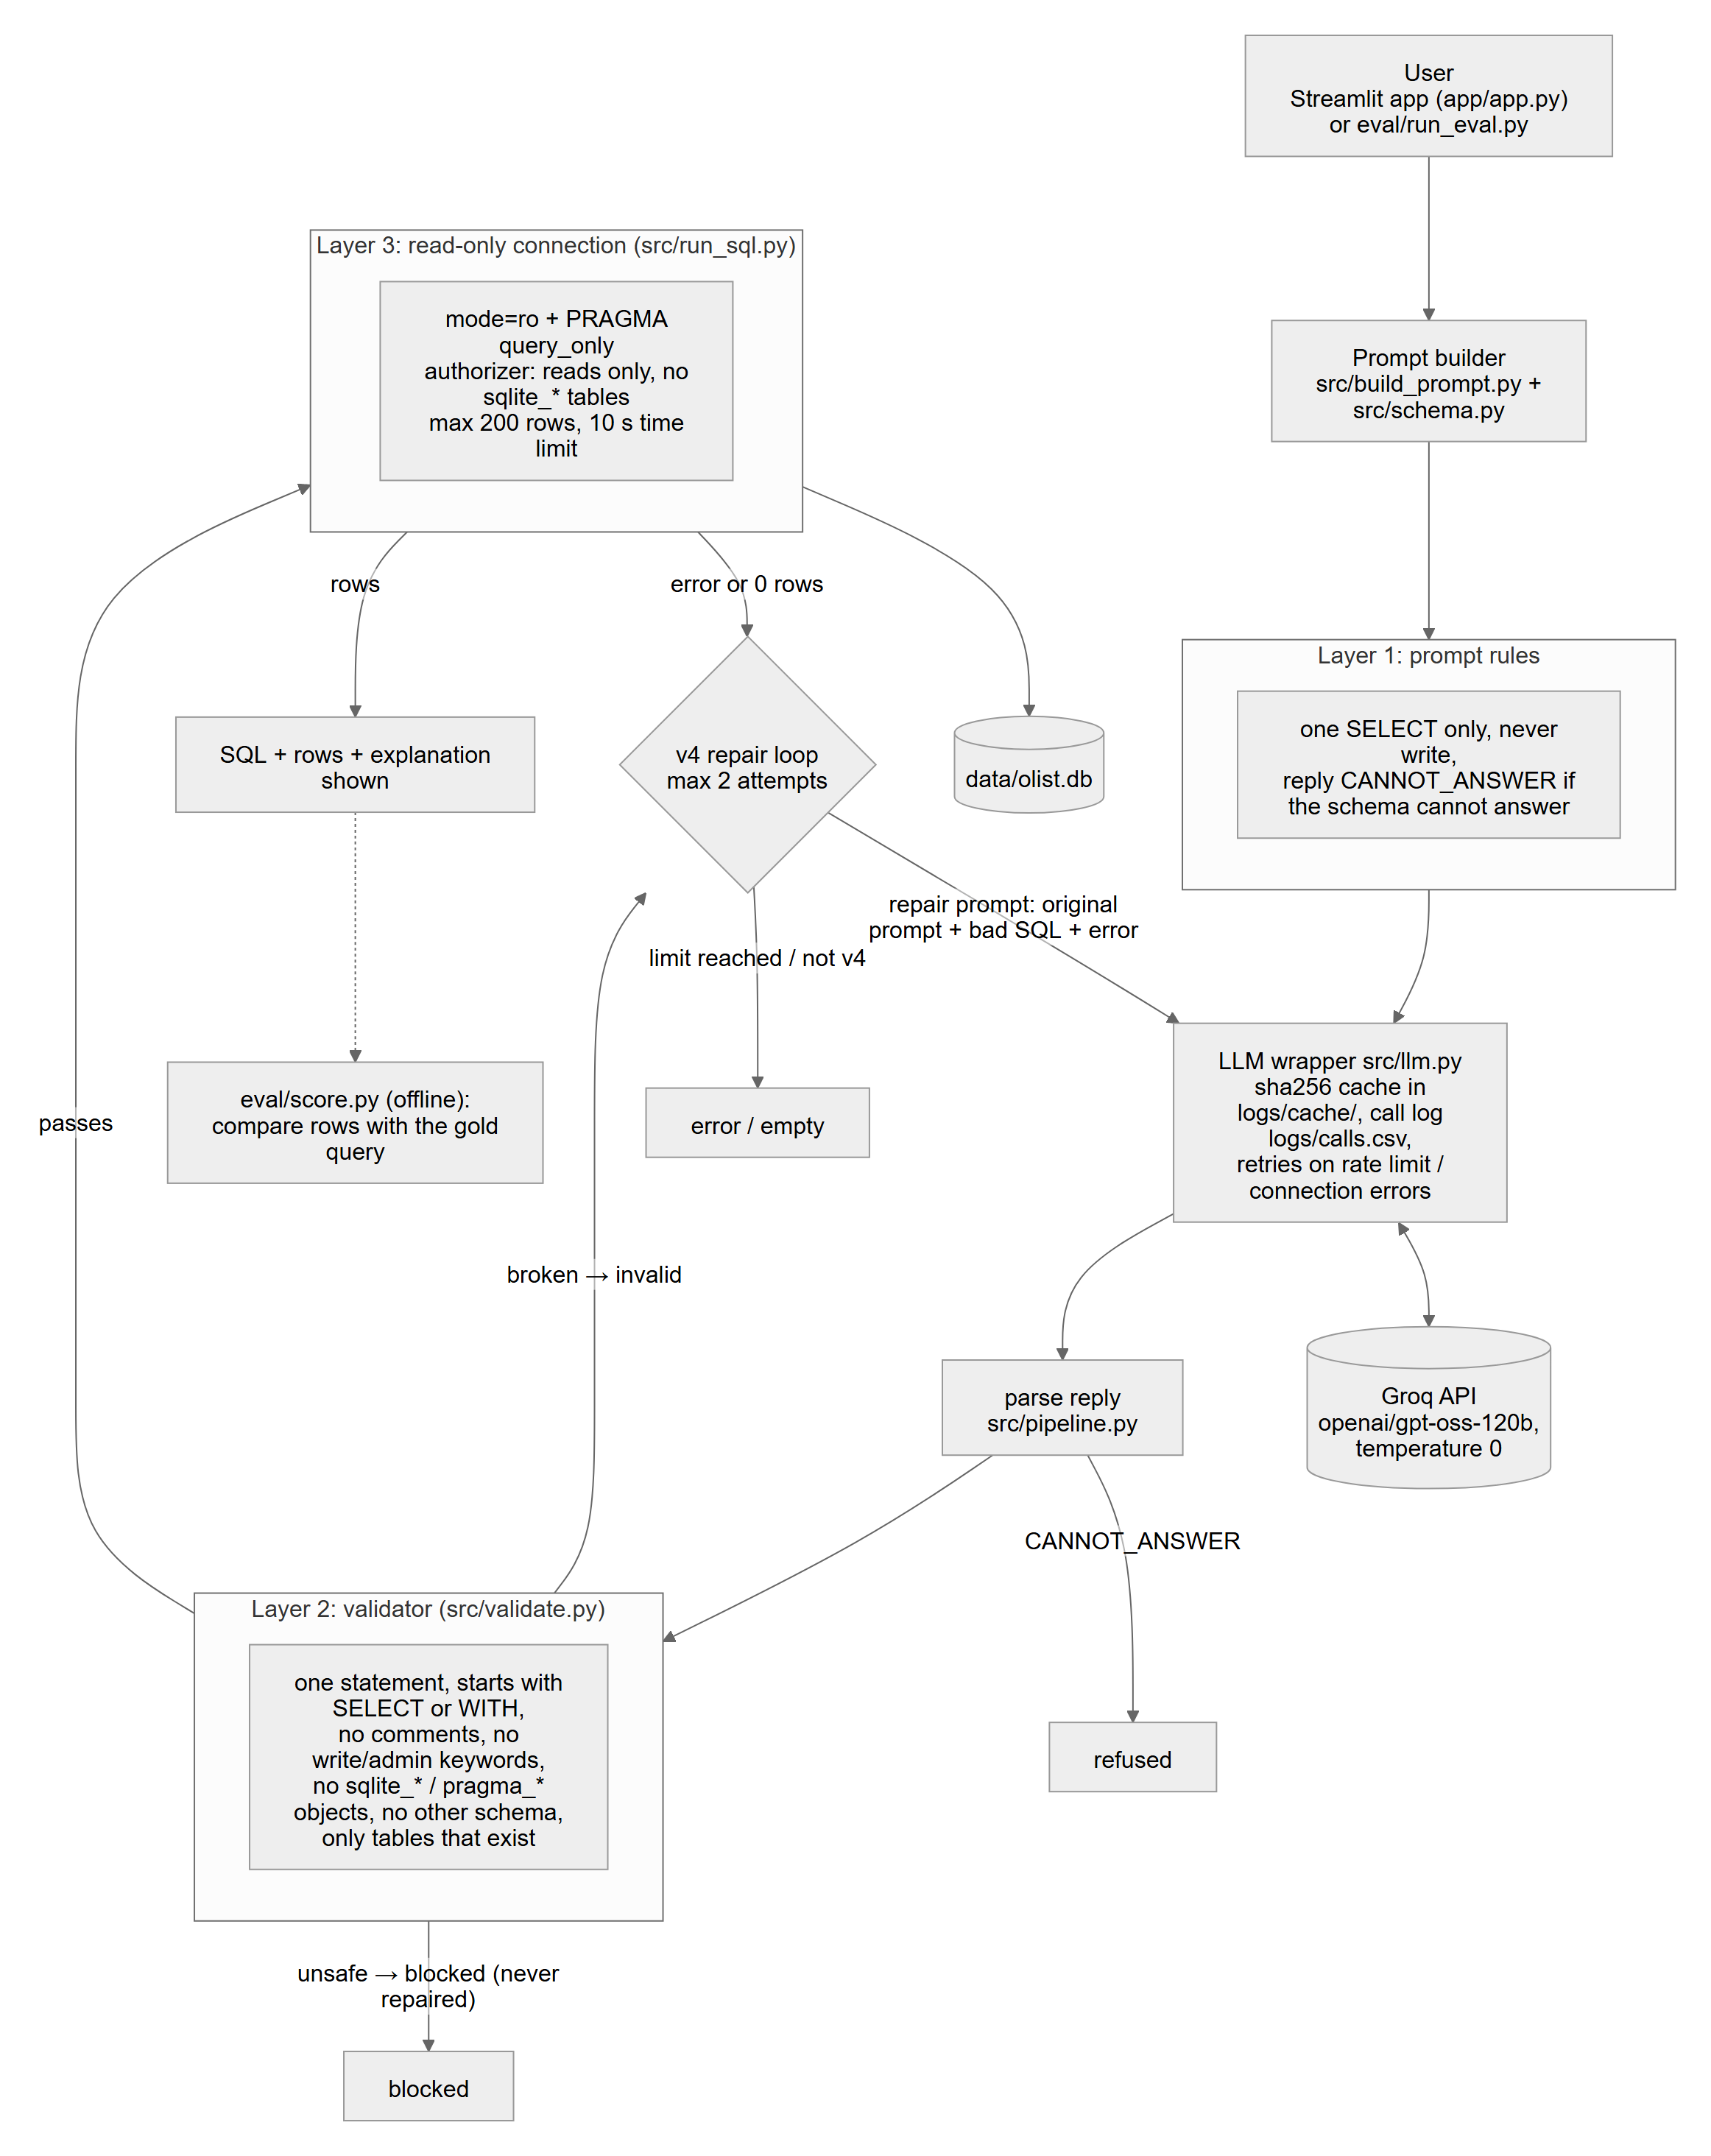 User
Streamlit app (app/app.py)
or eval/run_eval.py
Layer 3: read-only connection (src/run_sql.py)
mode=ro + PRAGMA
query_only
authorizer: reads only, no
sqlite_* tables
max 200 rows, 10 s time
limit
Prompt builder
src/build_prompt.py +
src/schema.py
rows
error or 0 rows
Layer 1: prompt rules
one SELECT only, never
write,
reply CANNOT_ANSWER if
the schema cannot answer
SQL + rows + explanation
shown
v4 repair loop
max 2 attempts
data/olist.db
repair prompt: original
prompt + bad SQL + error
limit reached / not v4
eval/score.py (offline):
compare rows with the gold
query
passes
error / empty
LLM wrapper src/llm.py
sha256 cache in
logs/cache/, call log
logs/calls.csv,
retries on rate limit /
connection errors
broken → invalid
parse reply
src/pipeline.py
Groq API
openai/gpt-oss-120b,
temperature 0
CANNOT_ANSWER
Layer 2: validator (src/validate.py)
one statement, starts with
SELECT or WITH,
no comments, no
write/admin keywords,
no sqlite_* / pragma_*
objects, no other schema,
only tables that exist
refused
unsafe → blocked (never
repaired)
blocked